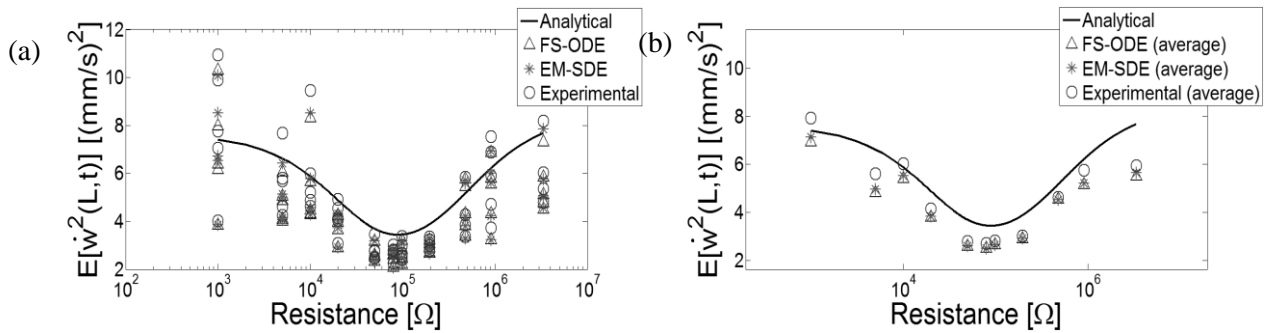 (a)
E[ẇ²(L,t)] [(mm/s)²]
12
10
8
6
4
2
10² 10³ 10⁴ 10⁵ 10⁶ 10⁷
Resistance [Ω]
Analytical
FS-ODE
EM-SDE
Experimental
(b)
E[ẇ²(L,t)] [(mm/s)²]
10
8
6
4
2
10⁴ 10⁶
Resistance [Ω]
Analytical
FS-ODE (average)
EM-SDE (average)
Experimental (average)